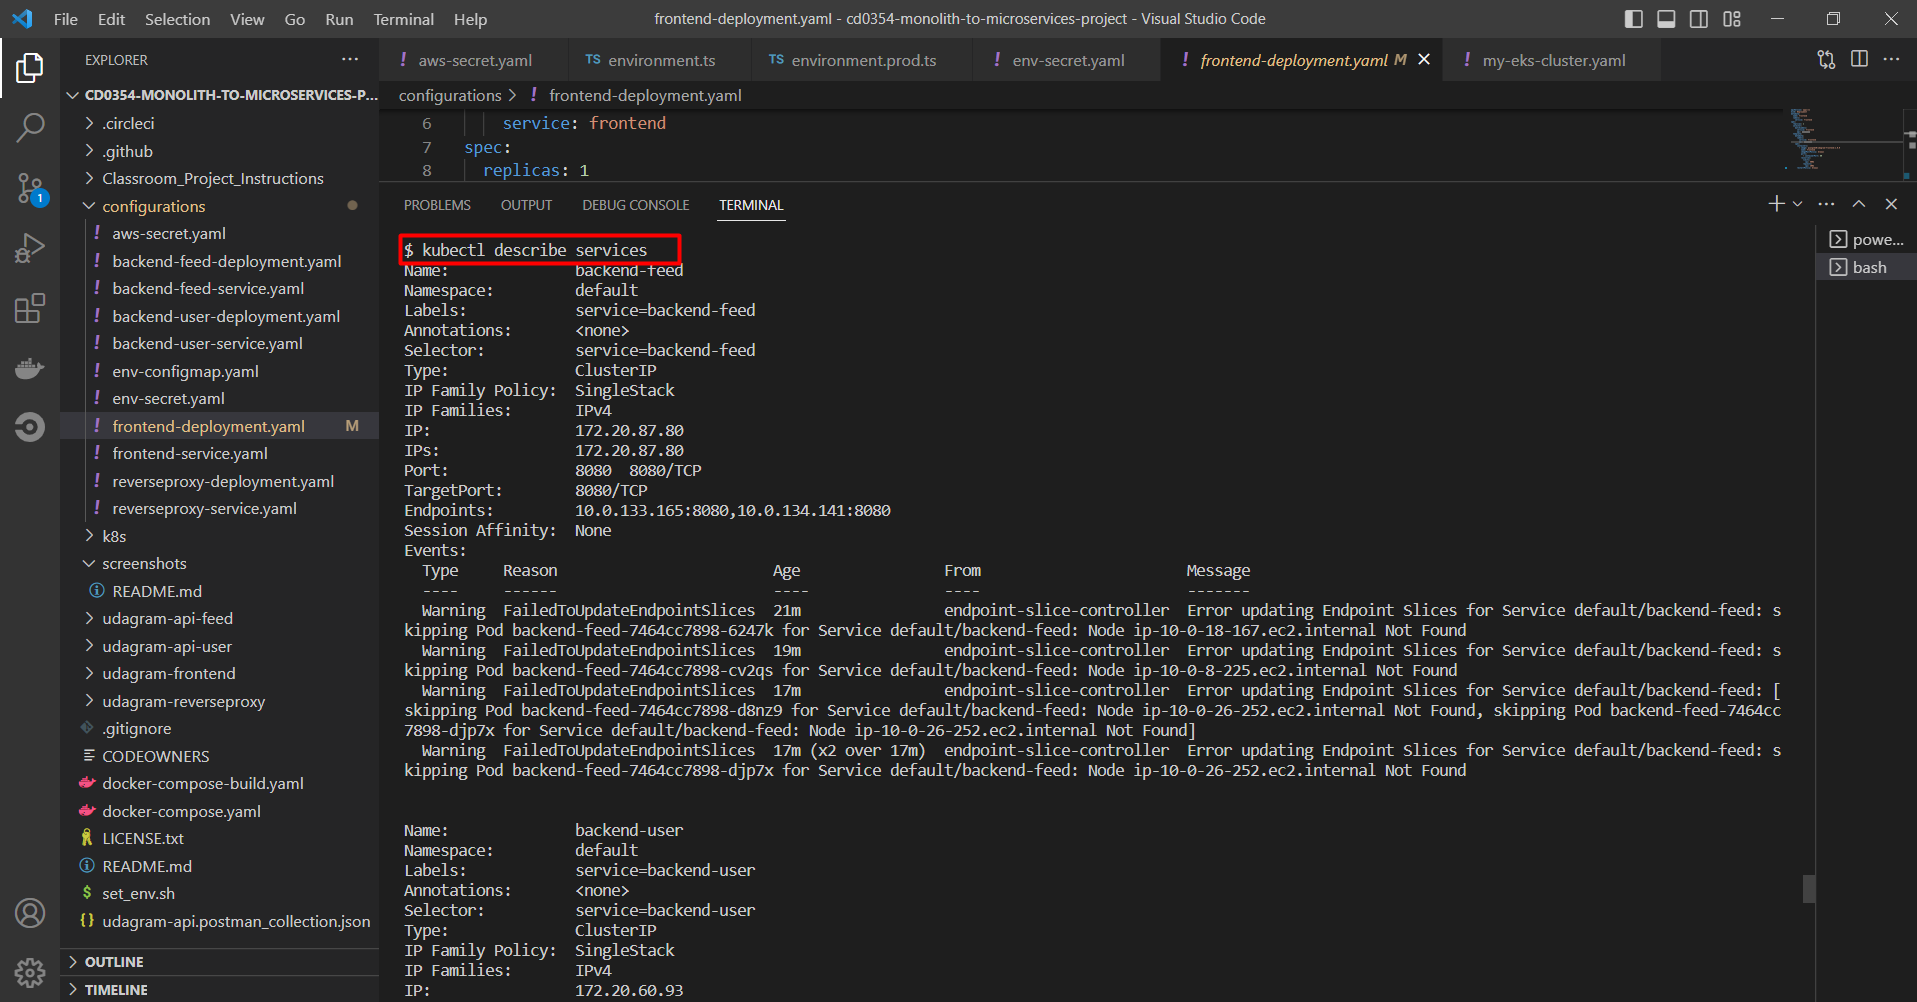 File Edit Selection View Go Run Terminal Help
frontend-deployment.yaml - cd0354-monolith-to-microservices-project - Visual Studio Code
EXPLORER
CD0354-MONOLITH-TO-MICROSERVICES-P...
.circleci
.github
Classroom_Project_Instructions
configurations
aws-secret.yaml
backend-feed-deployment.yaml
backend-feed-service.yaml
backend-user-deployment.yaml
backend-user-service.yaml
env-configmap.yaml
env-secret.yaml
frontend-deployment.yaml M
frontend-service.yaml
reverseproxy-deployment.yaml
reverseproxy-service.yaml
k8s
screenshots
README.md
udagram-api-feed
udagram-api-user
udagram-frontend
udagram-reverseproxy
.gitignore
CODEOWNERS
docker-compose-build.yaml
docker-compose.yaml
LICENSE.txt
README.md
set_env.sh
udagram-api.postman_collection.json
OUTLINE
TIMELINE
1
! aws-secret.yaml TS environment.ts TS environment.prod.ts ! env-secret.yaml ! frontend-deployment.yaml M ! my-eks-cluster.yaml
configurations > ! frontend-deployment.yaml
6 service: frontend
7 spec:
8 replicas: 1
PROBLEMS OUTPUT DEBUG CONSOLE TERMINAL
powe...
bash
$ kubectl describe services
Name: backend-feed
Namespace: default
Labels: service=backend-feed
Annotations: <none>
Selector: service=backend-feed
Type: ClusterIP
IP Family Policy: SingleStack
IP Families: IPv4
IP: 172.20.87.80
IPs: 172.20.87.80
Port: 8080 8080/TCP
TargetPort: 8080/TCP
Endpoints: 10.0.133.165:8080,10.0.134.141:8080
Session Affinity: None
Events:
Type Reason Age From Message
---- ------ ---- ---- -------
Warning FailedToUpdateEndpointSlices 21m endpoint-slice-controller Error updating Endpoint Slices for Service default/backend-feed: s
kipping Pod backend-feed-7464cc7898-6247k for Service default/backend-feed: Node ip-10-0-18-167.ec2.internal Not Found
Warning FailedToUpdateEndpointSlices 19m endpoint-slice-controller Error updating Endpoint Slices for Service default/backend-feed: s
kipping Pod backend-feed-7464cc7898-cv2qs for Service default/backend-feed: Node ip-10-0-8-225.ec2.internal Not Found
Warning FailedToUpdateEndpointSlices 17m endpoint-slice-controller Error updating Endpoint Slices for Service default/backend-feed: [
skipping Pod backend-feed-7464cc7898-d8nz9 for Service default/backend-feed: Node ip-10-0-26-252.ec2.internal Not Found, skipping Pod backend-feed-7464cc
7898-djp7x for Service default/backend-feed: Node ip-10-0-26-252.ec2.internal Not Found]
Warning FailedToUpdateEndpointSlices 17m (x2 over 17m) endpoint-slice-controller Error updating Endpoint Slices for Service default/backend-feed: s
kipping Pod backend-feed-7464cc7898-djp7x for Service default/backend-feed: Node ip-10-0-26-252.ec2.internal Not Found
Name: backend-user
Namespace: default
Labels: service=backend-user
Annotations: <none>
Selector: service=backend-user
Type: ClusterIP
IP Family Policy: SingleStack
IP Families: IPv4
IP: 172.20.60.93